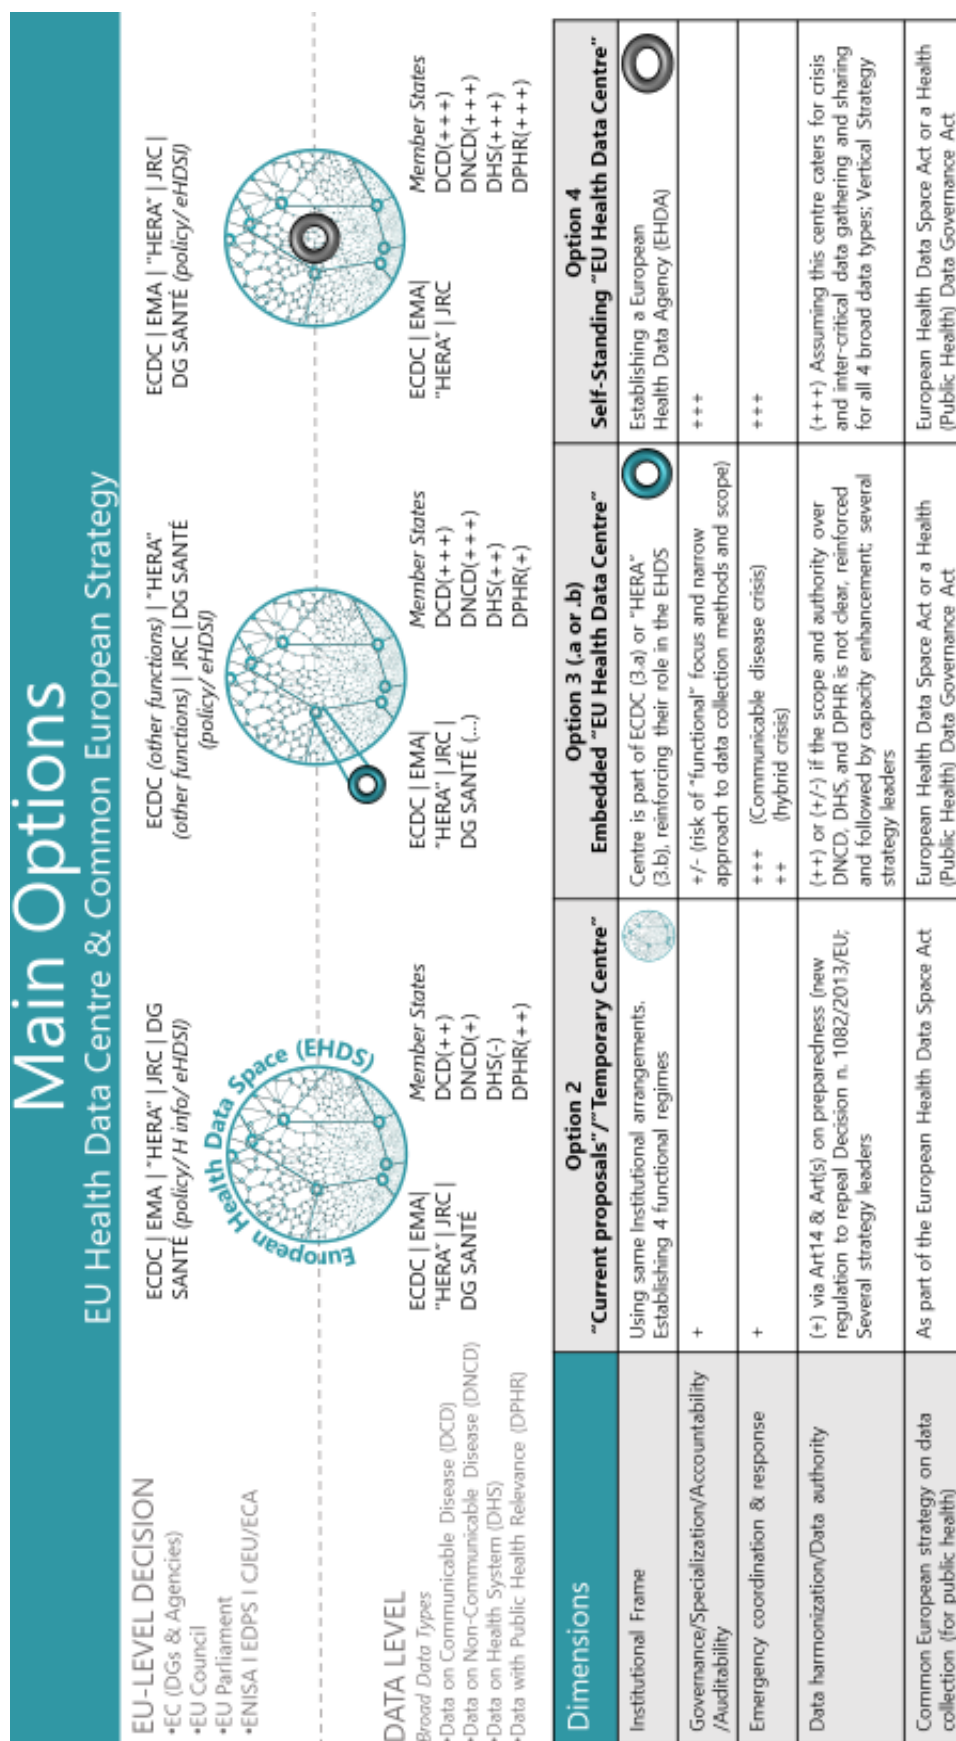 Main Options
EU Health Data Centre & Common European Strategy
EU-LEVEL DECISION
•EC (DGs & Agencies)
•EU Council
•EU Parliament
•ENISA I EDPS I CJEU/ECA
ECDC | EMA | "HERA" | JRC | DG
SANTÉ (policy/ H info/ eHDSI)
ECDC (other functions) | "HERA"
(other functions) | JRC | DG SANTÉ
(policy/ eHDSI)
ECDC | EMA | "HERA" | JRC |
DG SANTÉ (policy/ eHDSI)
European Health Data Space (EHDS)
DATA LEVEL
Broad Data Types
•Data on Communicable Disease (DCD)
•Data on Non-Communicable Disease (DNCD)
•Data on Health System (DHS)
•Data with Public Health Relevance (DPHR)
ECDC | EMA|
"HERA" | JRC |
DG SANTÉ
Member States
DCD(++)
DNCD(+)
DHS(-)
DPHR(++)
ECDC | EMA|
"HERA" | JRC |
DG SANTÉ (...)
Member States
DCD(+++)
DNCD(+++)
DHS(++)
DPHR(+)
ECDC | EMA|
"HERA" | JRC
Member States
DCD(+++)
DNCD(+++)
DHS(+++)
DPHR(+++)
Dimensions
Option 2
"Current proposals"/"Temporary Centre"
Option 3 (.a or .b)
Embedded "EU Health Data Centre"
Option 4
Self-Standing "EU Health Data Centre"
Institutional Frame
Using same Institutional arrangements.
Establishing 4 functional regimes
Centre is part of ECDC (3.a) or "HERA"
(3.b), reinforcing their role in the EHDS
Establishing a European
Health Data Agency (EHDA)
Governance/Specialization/Accountability
/Auditability
+
+/- (risk of "functional" focus and narrow
approach to data collection methods and scope)
+++
Emergency coordination & response
+
+++ (Communicable disease crisis)
++ (hybrid crisis)
+++
Data harmonization/Data authority
(+) via Art14 & Art(s) on preparedness (new
regulation to repeal Decision n. 1082/2013/EU;
Several strategy leaders
(++) or (+/-) if the scope and authority over
DNCD, DHS, and DPHR is not clear, reinforced
and followed by capacity enhancement; several
strategy leaders
(+++) Assuming this centre caters for crisis
and inter-critical data gathering and sharing
for all 4 broad data types; Vertical Strategy
Common European strategy on data
collection (for public health)
As part of the European Health Data Space Act
European Health Data Space Act or a Health
(Public Health) Data Governance Act
European Health Data Space Act or a Health
(Public Health) Data Governance Act